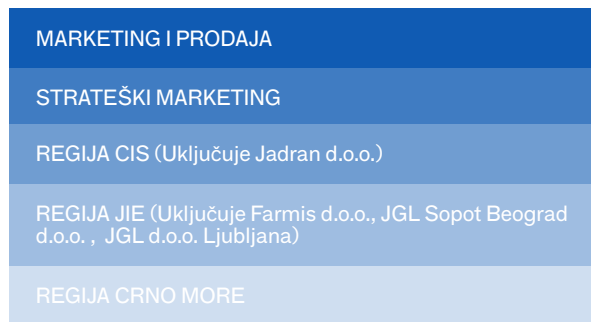 MARKETING I PRODAJA
STRATEŠKI MARKETING
REGIJA CIS (Uključuje Jadran d.o.o.)
REGIJA JIE (Uključuje Farmis d.o.o., JGL Sopot Beograd
d.o.o. , JGL d.o.o. Ljubljana)
REGIJA CRNO MORE